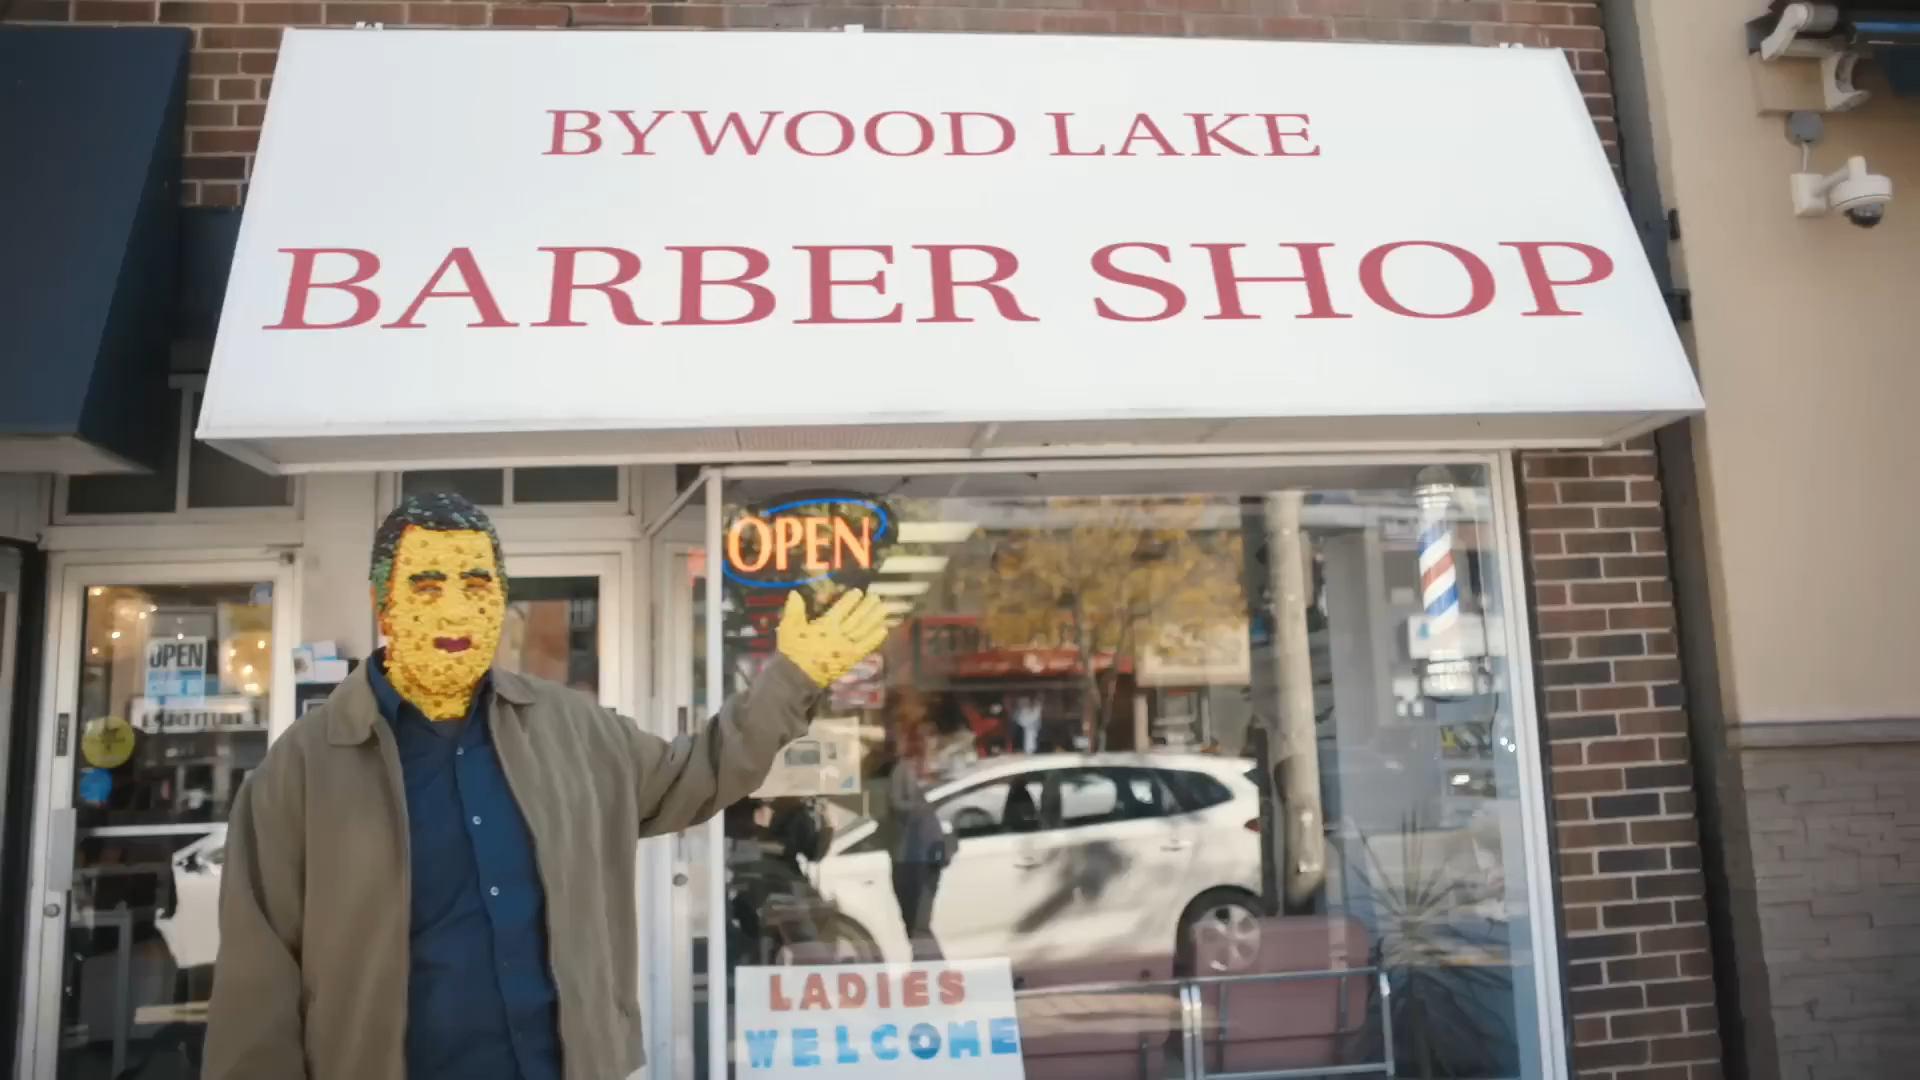 BYWOOD LAKE
BARBER SHOP
OPEN
OPEN
LADIES
WELCOME